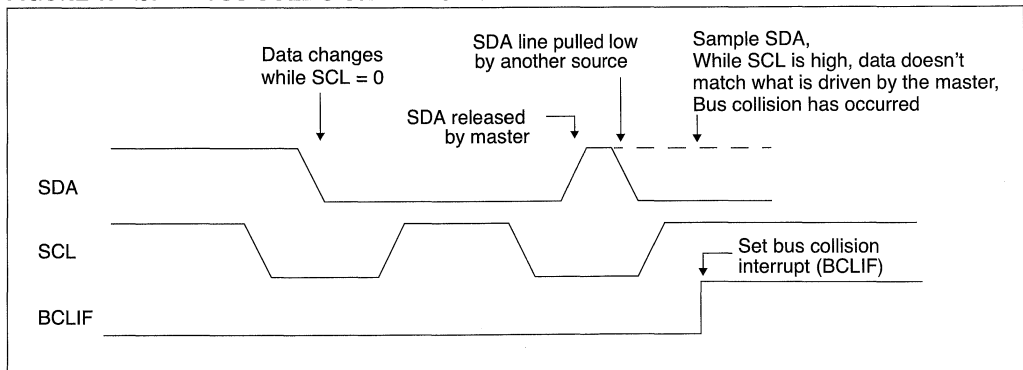 Data changes
while SCL = 0
SDA line pulled low
by another source
Sample SDA,
While SCL is high, data doesn't
match what is driven by the master,
Bus collision has occurred
SDA released
by master
SDA
SCL
Set bus collision
interrupt (BCLIF)
BCLIF